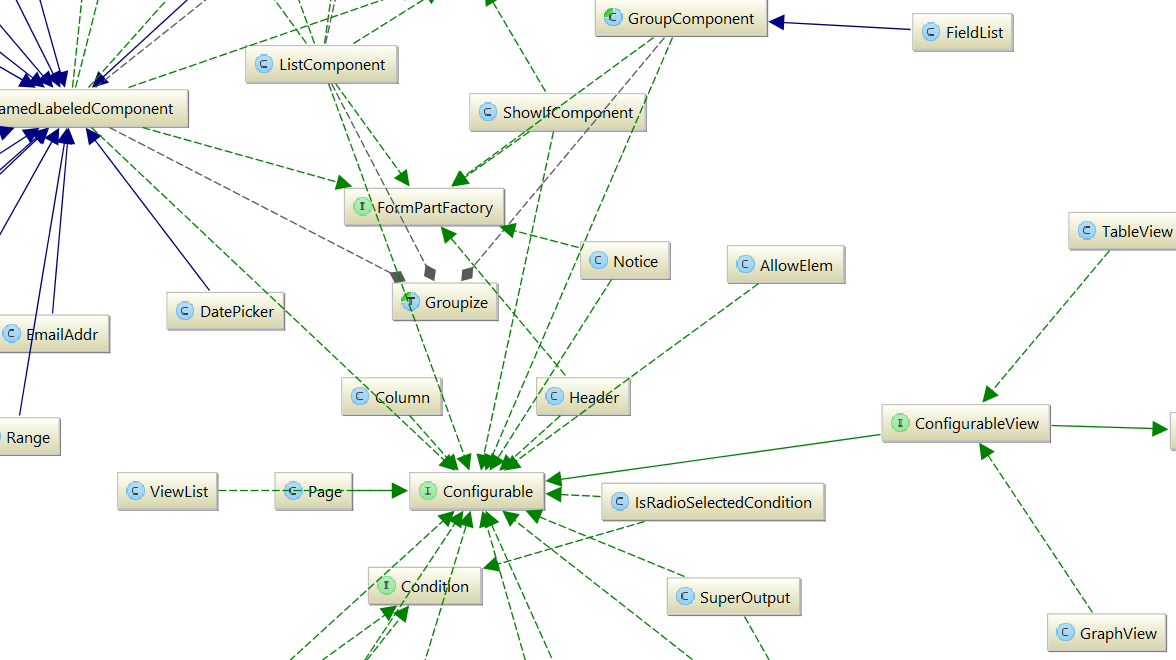 GroupComponent
FieldList
ListComponent
amedLabeledComponent
ShowIfComponent
FormPartFactory
TableView
Notice
AllowElem
Groupize
DatePicker
EmailAddr
Column
Header
ConfigurableView
Range
ViewList
Page
Configurable
IsRadioSelectedCondition
Condition
SuperOutput
GraphView